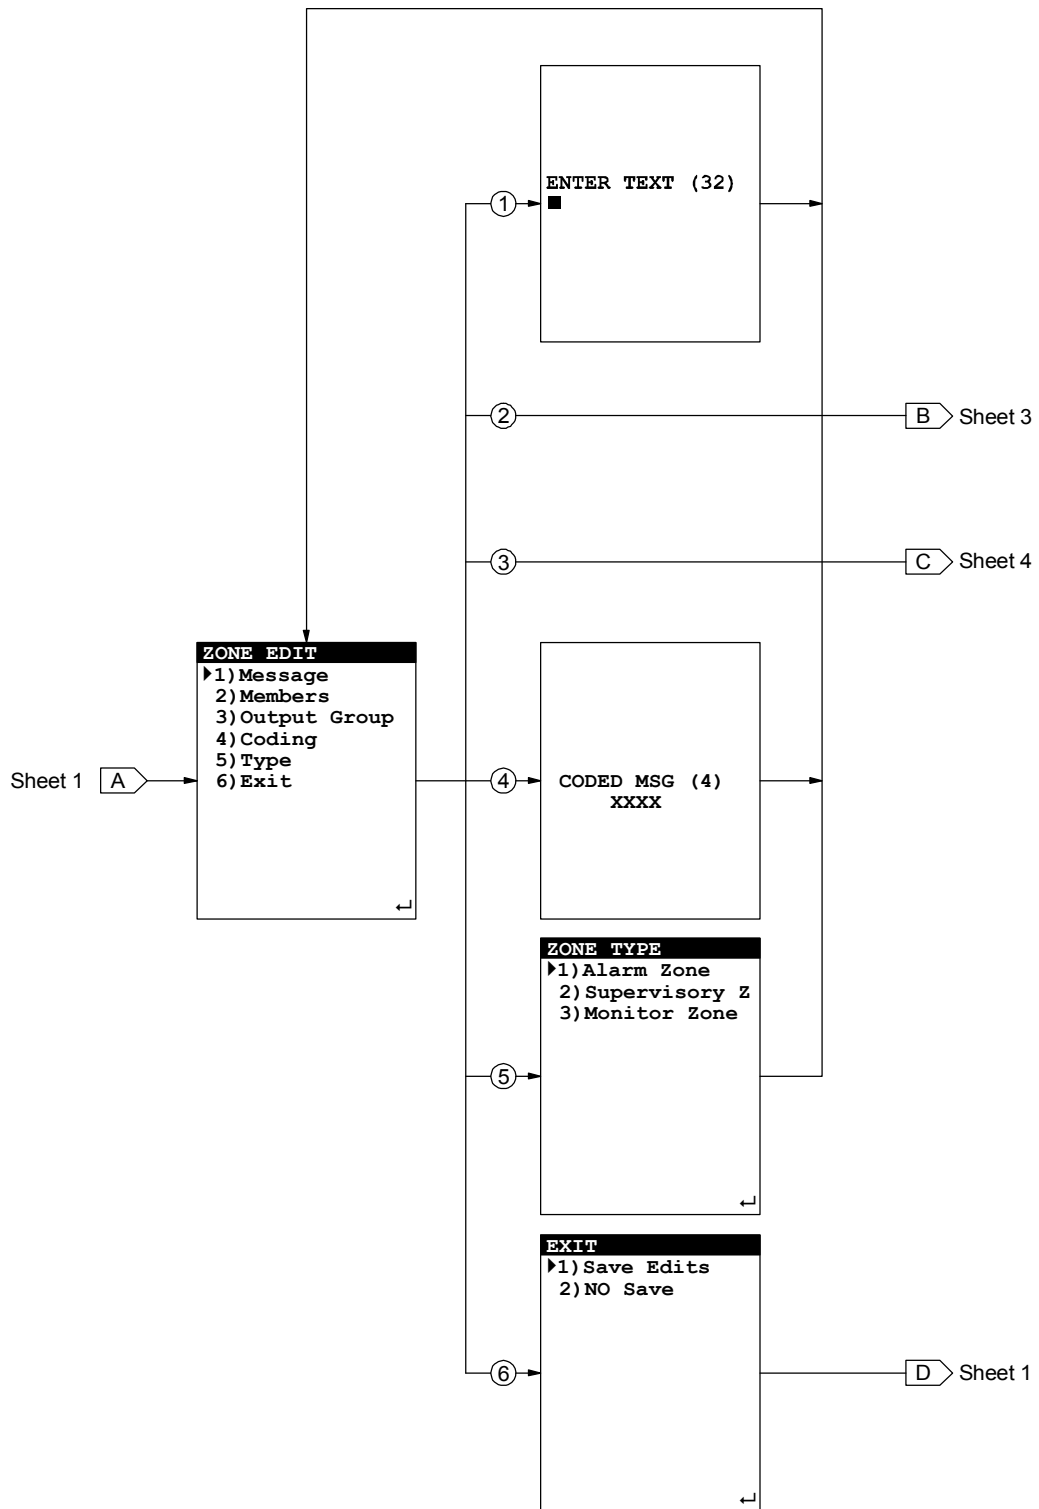 ENTER TEXT (32)
1
2
B Sheet 3
3
C Sheet 4
ZONE EDIT
1)Message
2)Members
3)Output Group
4)Coding
5)Type
6)Exit
Sheet 1 A
4
CODED MSG (4)
XXXX
ZONE TYPE
1)Alarm Zone
2)Supervisory Z
3)Monitor Zone
5
EXIT
1)Save Edits
2)NO Save
6
D Sheet 1